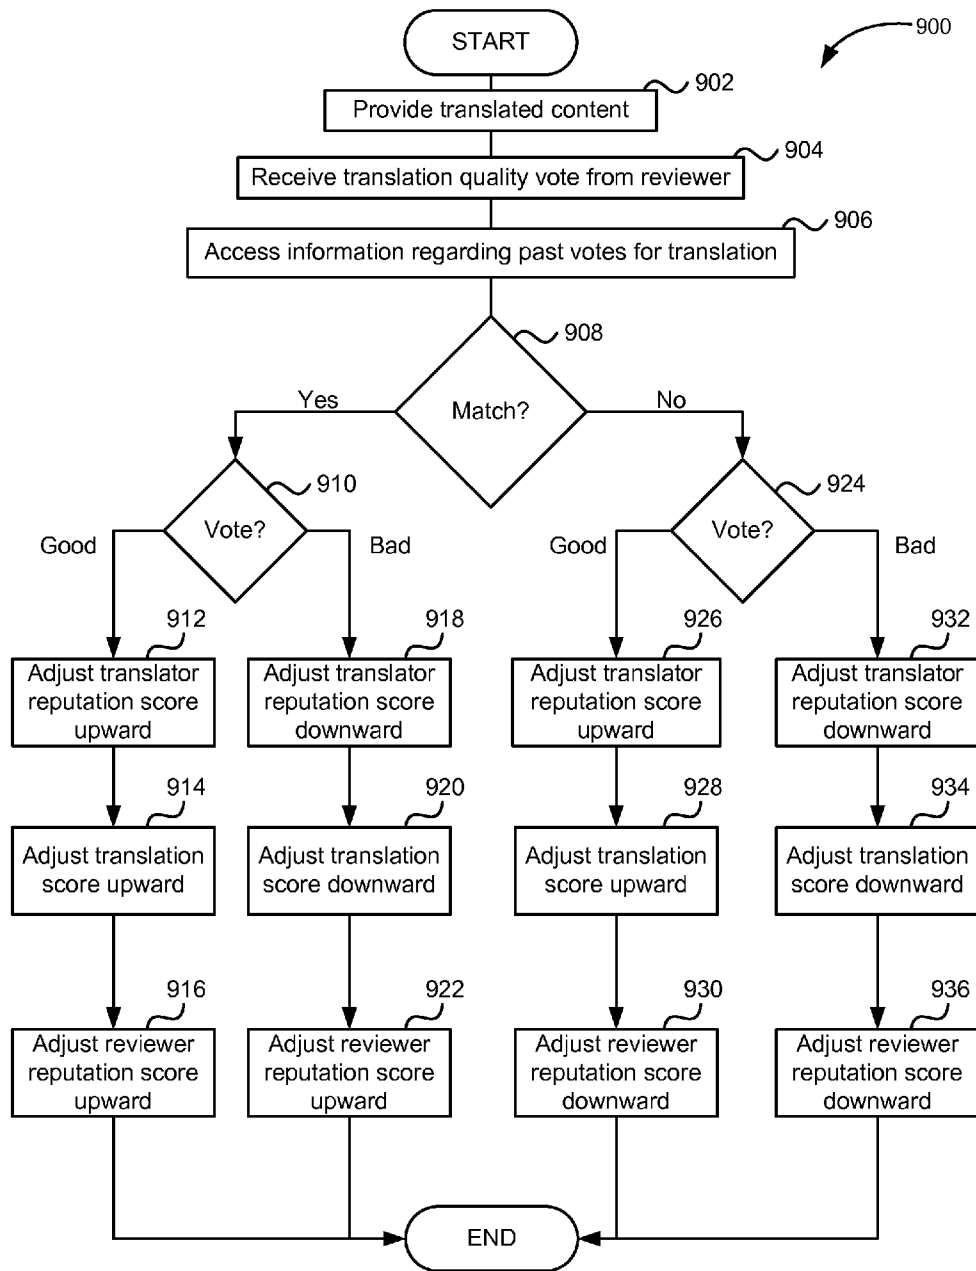 START
900
902
Provide translated content
904
Receive translation quality vote from reviewer
906
Access information regarding past votes for translation
908
Match?
Yes
No
910
Vote?
Good
Bad
924
Vote?
Good
Bad
912
Adjust translator
reputation score
upward
918
Adjust translator
reputation score
downward
926
Adjust translator
reputation score
upward
932
Adjust translator
reputation score
downward
914
Adjust translation
score upward
920
Adjust translation
score downward
928
Adjust translation
score upward
934
Adjust translation
score downward
916
Adjust reviewer
reputation score
upward
922
Adjust reviewer
reputation score
upward
930
Adjust reviewer
reputation score
downward
936
Adjust reviewer
reputation score
downward
END